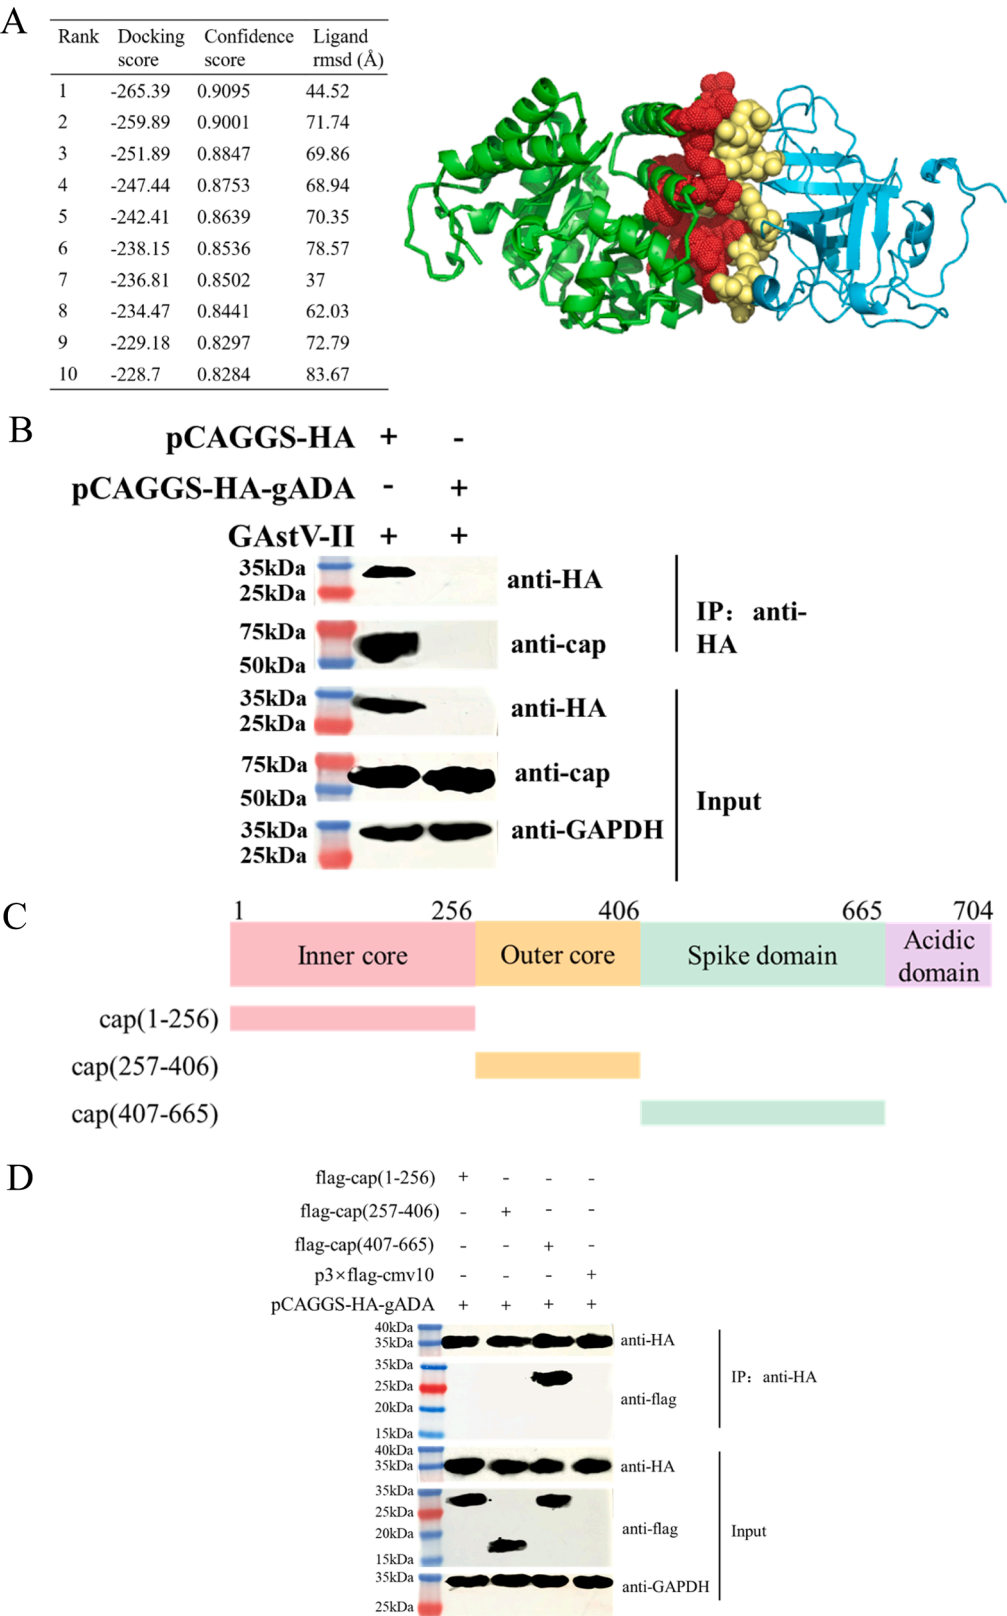 A
Rank Docking score Confidence score Ligand rmsd (Å)
1 -265.39 0.9095 44.52
2 -259.89 0.9001 71.74
3 -251.89 0.8847 69.86
4 -247.44 0.8753 68.94
5 -242.41 0.8639 70.35
6 -238.15 0.8536 78.57
7 -236.81 0.8502 37
8 -234.47 0.8441 62.03
9 -229.18 0.8297 72.79
10 -228.7 0.8284 83.67
B
pCAGGS-HA + -
pCAGGS-HA-gADA - +
GAstV-II + +
35kDa
25kDa
anti-HA
75kDa
50kDa
anti-cap
IP: anti-
HA
35kDa
25kDa
anti-HA
75kDa
50kDa
anti-cap
35kDa
25kDa
anti-GAPDH
Input
C
1 256 406 665 704
Inner core Outer core Spike domain Acidic domain
cap(1-256)
cap(257-406)
cap(407-665)
D
flag-cap(1-256) + - - -
flag-cap(257-406) - + - -
flag-cap(407-665) - - + -
p3×flag-cmv10 - - - +
pCAGGS-HA-gADA + + + +
40kDa
35kDa
anti-HA
35kDa
25kDa
20kDa
15kDa
anti-flag
IP: anti-HA
40kDa
35kDa
anti-HA
35kDa
25kDa
20kDa
15kDa
anti-flag
35kDa
25kDa
anti-GAPDH
Input